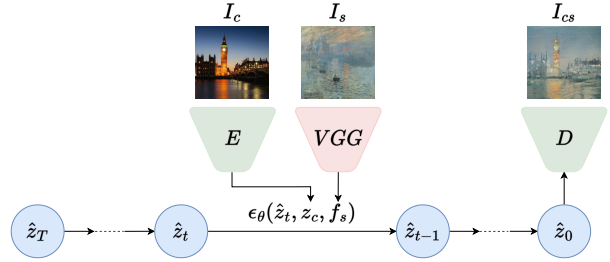 I_c I_s I_cs
E VGG D
ϵ_θ(ẑ_t, z_c, f_s)
ẑ_T ẑ_t ẑ_{t−1} ẑ_0